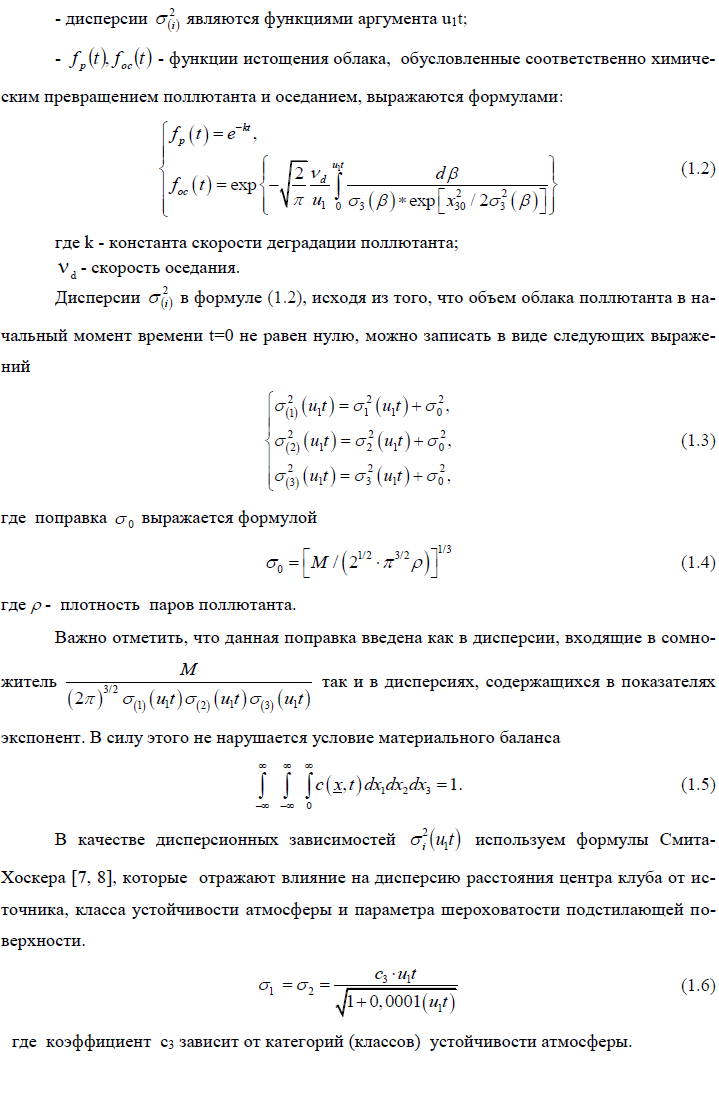 - дисперсии σ²₍ᵢ₎ являются функциями аргумента u₁t;
- fₚ(t), fₒc(t) - функции истощения облака, обусловленные соответственно химиче-
ским превращением поллютанта и оседанием, выражаются формулами:
{ fₚ(t) = e^{-kt},
f_{oc}(t) = exp{ -√(2/π) (ν_d/u₁) ∫₀^{u₁t} dβ / (σ₃(β)*exp[x²₃₀ / 2σ²₃(β)]) } (1.2)
где k - константа скорости деградации поллютанта;
ν_d - скорость оседания.
Дисперсии σ²₍ᵢ₎ в формуле (1.2), исходя из того, что объем облака поллютанта в на-
чальный момент времени t=0 не равен нулю, можно записать в виде следующих выраже-
ний
{ σ²₍₁₎(u₁t) = σ²₁(u₁t) + σ²₀,
σ²₍₂₎(u₁t) = σ²₂(u₁t) + σ²₀, (1.3)
σ²₍₃₎(u₁t) = σ²₃(u₁t) + σ²₀,
где поправка σ₀ выражается формулой
σ₀ = [M / (2^{1/2} · π^{3/2} ρ)]^{1/3} (1.4)
где ρ - плотность паров поллютанта.
Важно отметить, что данная поправка введена как в дисперсии, входящие в сомно-
житель M / ((2π)^{3/2} σ₍₁₎(u₁t)σ₍₂₎(u₁t)σ₍₃₎(u₁t)) так и в дисперсиях, содержащихся в показателях
экспонент. В силу этого не нарушается условие материального баланса
∫_{-∞}^{∞} ∫_{-∞}^{∞} ∫_0^{∞} c(x,t)dx₁dx₂dx₃ = 1. (1.5)
В качестве дисперсионных зависимостей σ²ᵢ(u₁t) используем формулы Смита-
Хоскера [7, 8], которые отражают влияние на дисперсию расстояния центра клуба от ис-
точника, класса устойчивости атмосферы и параметра шероховатости подстилающей по-
верхности.
σ₁ = σ₂ = c₃ · u₁t / √(1+0,0001(u₁t)) (1.6)
где коэффициент c₃ зависит от категорий (классов) устойчивости атмосферы.